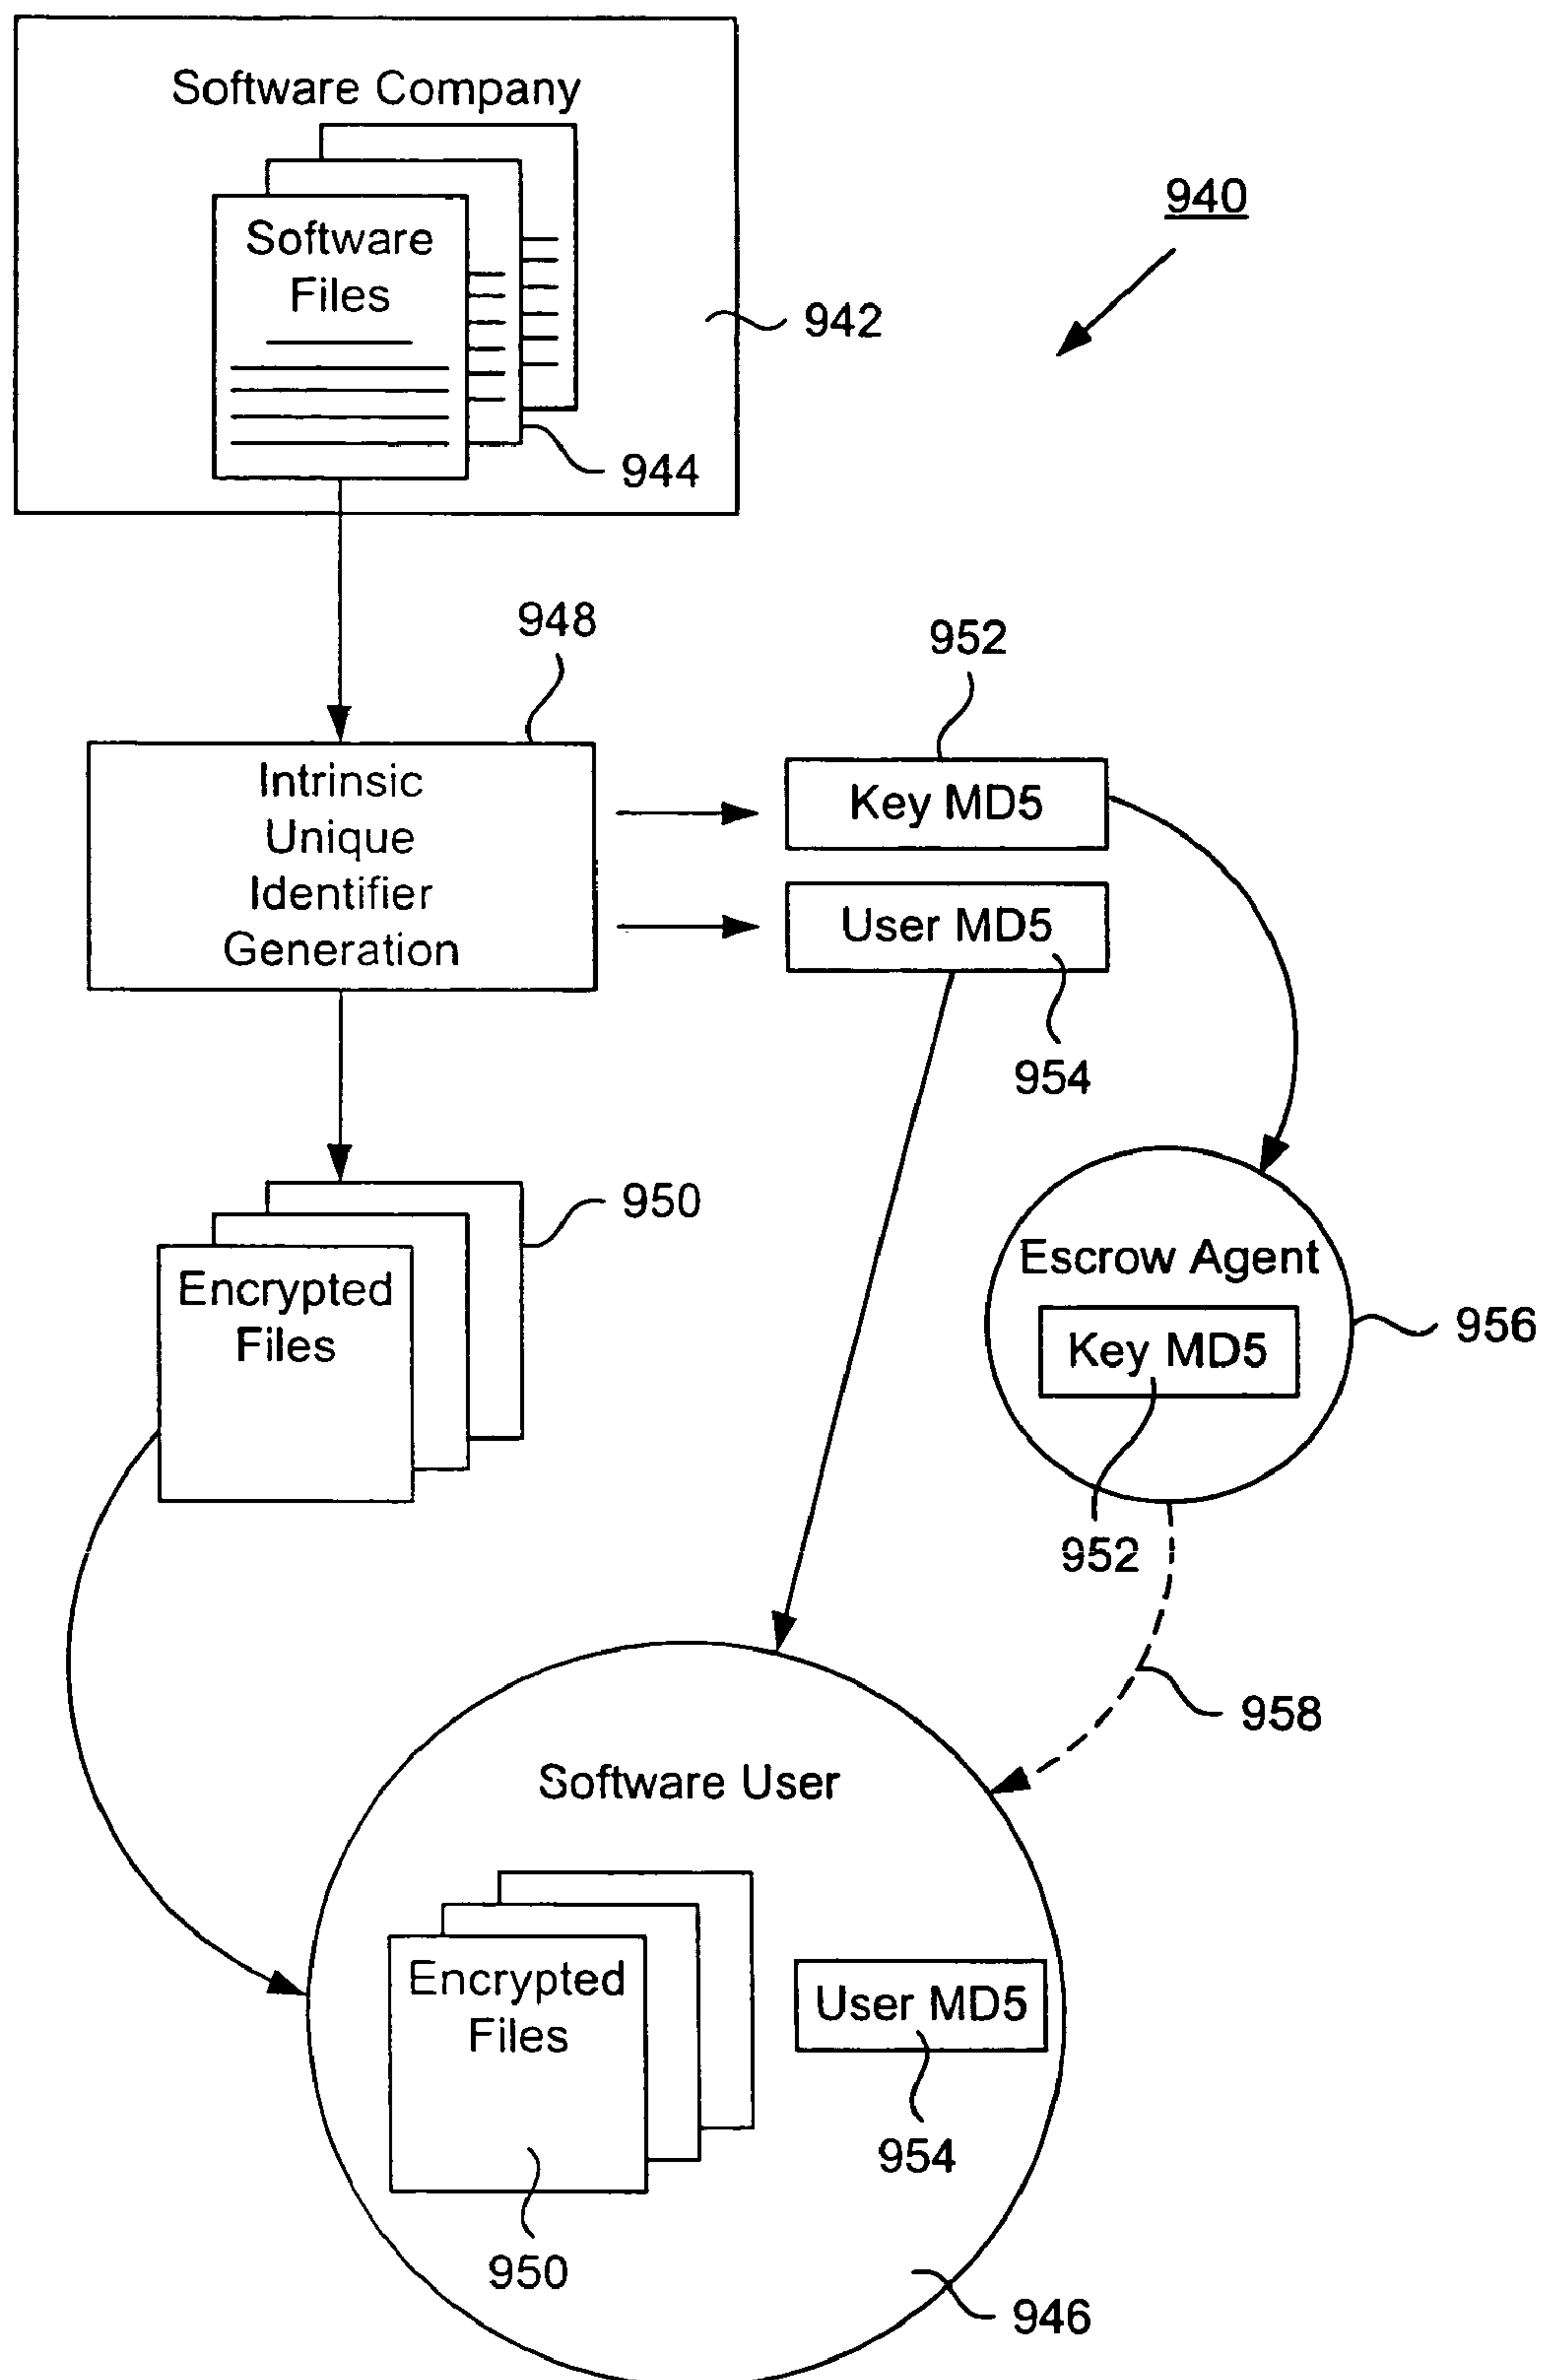 Software Company
940
Software
Files
942
944
948
952
Intrinsic
Unique
Identifier
Generation
Key MD5
User MD5
954
950
Encrypted
Files
Escrow Agent
Key MD5
956
952
958
Software User
Encrypted
Files
User MD5
954
950
946